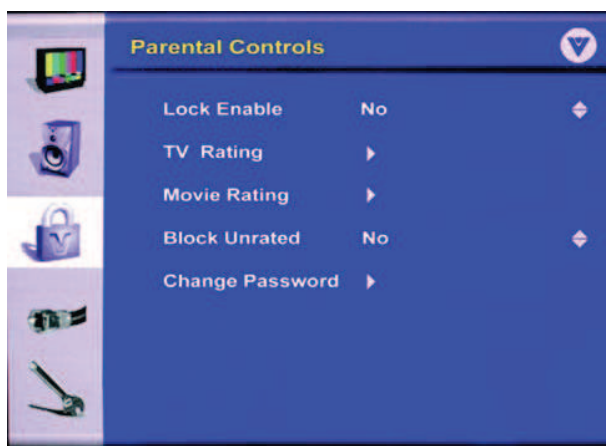 Parental Controls
Lock Enable No
TV Rating
Movie Rating
Block Unrated No
Change Password